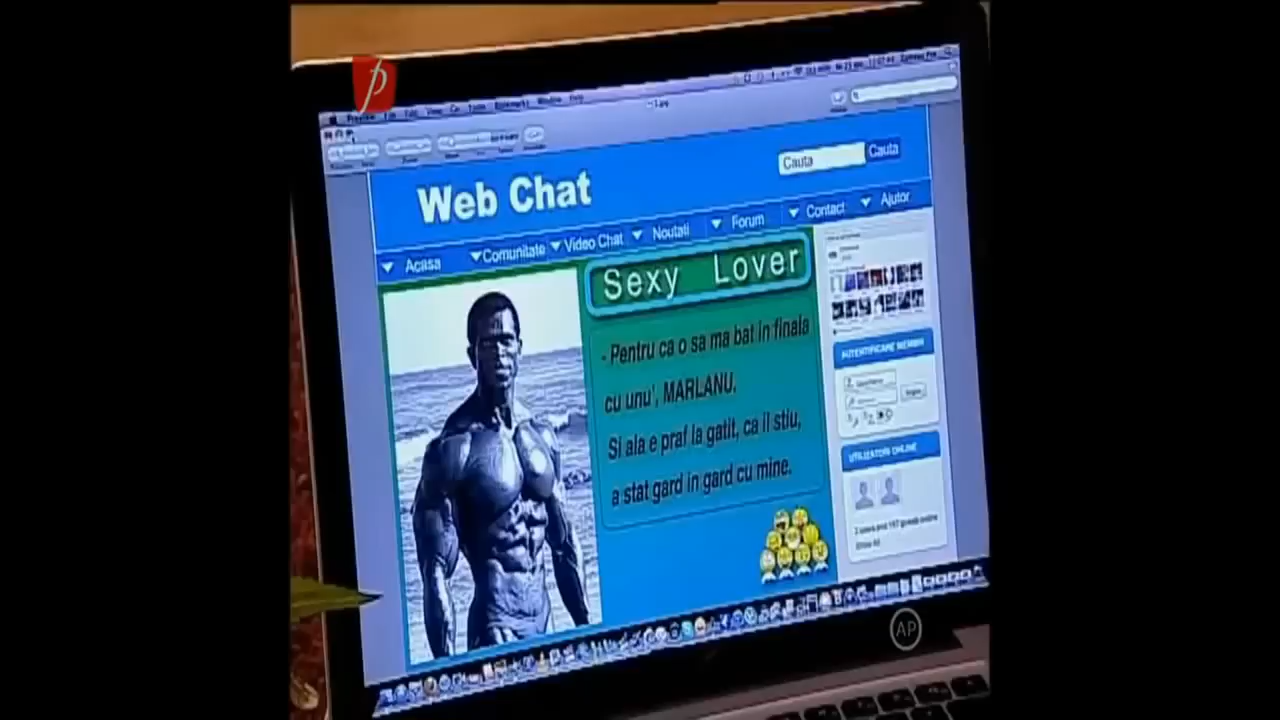 p
Cauta
Cauta
Web Chat
Acasa
Comunitate
Video Chat
Noutati
Forum
Contact
Ajutor
Sexy Lover
- Pentru ca o sa ma bat in finala
cu unu', MARLANU.
Si ala e praf la gatit, ca il stiu,
a stat gard in gard cu mine.
AUTENTIFICARE MEMBRI
UTILIZATORI ONLINE
AP